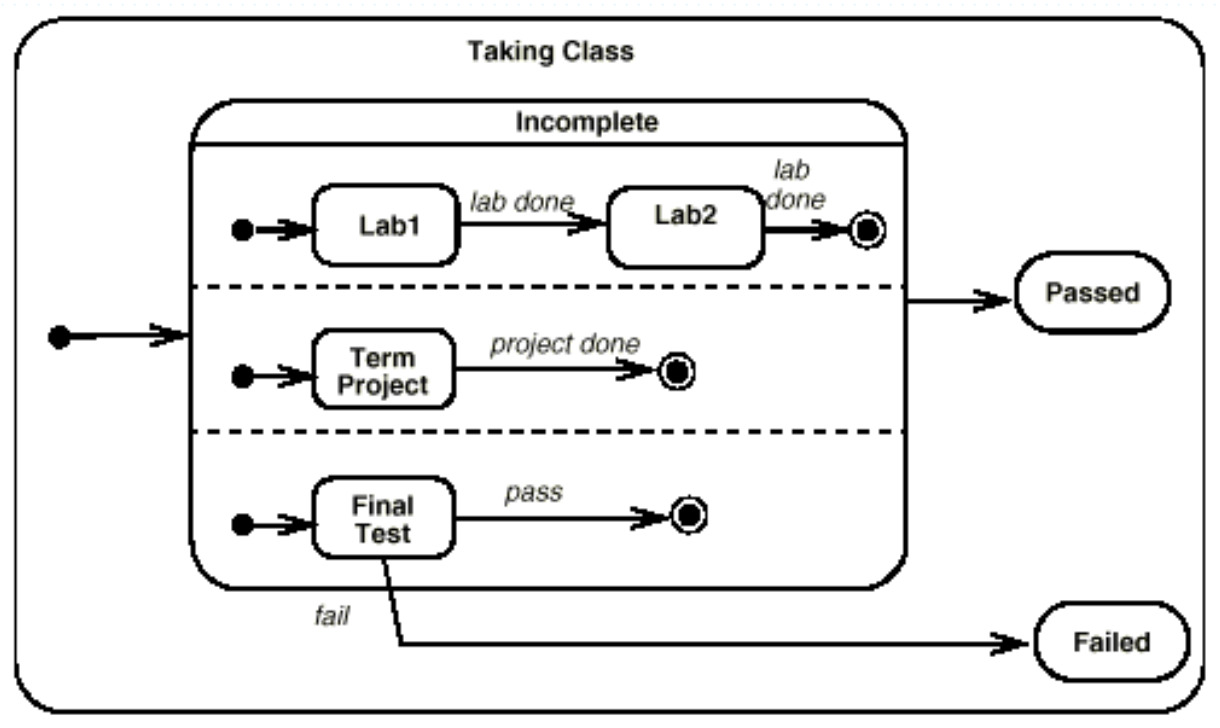 Taking Class
Incomplete
Lab1
lab done
Lab2
lab
done
Term
Project
project done
Final
Test
pass
fail
Passed
Failed